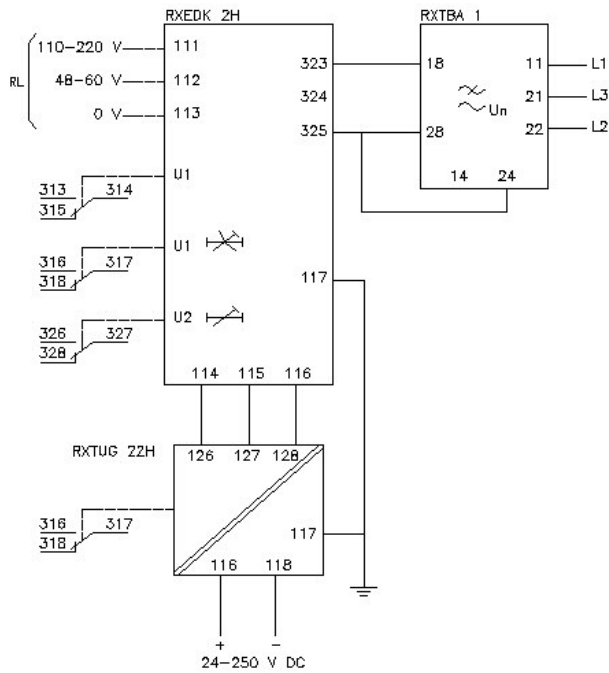 RXEDK 2H
RXTBA 1
110-220 V
111
48-60 V
112
RL
0 V
113
323
324
325
18
28
11
L1
21
L3
22
L2
Un
14
24
U1
313
314
315
U1
316
317
318
117
U2
326
327
328
114
115
116
RXTUG 22H
126
127
128
316
317
318
117
116
118
+
-
24-250 V DC